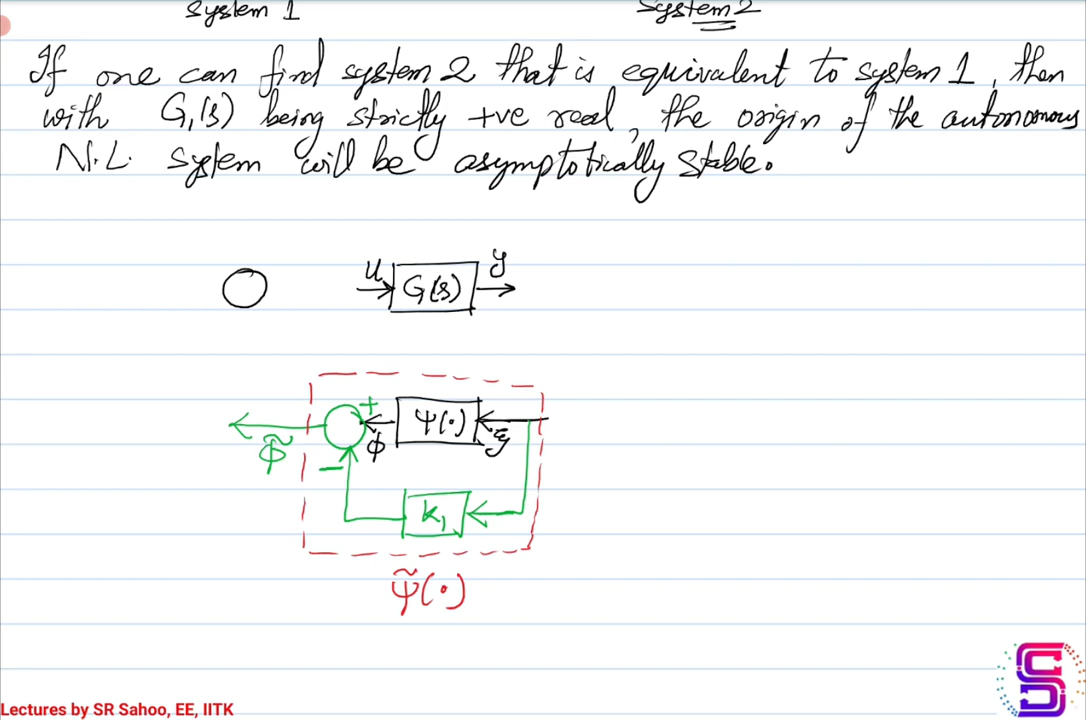 System 1 System 2
If one can find system 2 that is equivalent to system 1, then
with G₁(s) being strictly +ve real, the origin of the autonomous
N.L. system will be asymptotically stable.
u G(s) y
+ ψ(·)
ϕ̃ − ϕ ỹ
K₁
ψ̃(·)
Lectures by SR Sahoo, EE, IITK